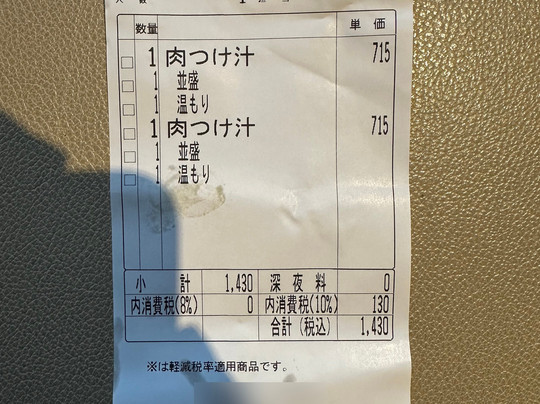 数量 単価
□ 1 肉つけ汁 715
□ 1 並盛
□ 1 温もり
□ 1 肉つけ汁 715
□ 1 並盛
□ 1 温もり
小計 1,430 深夜料 0
内消費税(8%) 0 内消費税(10%) 130
合計(税込) 1,430
※は軽減税率適用商品です。